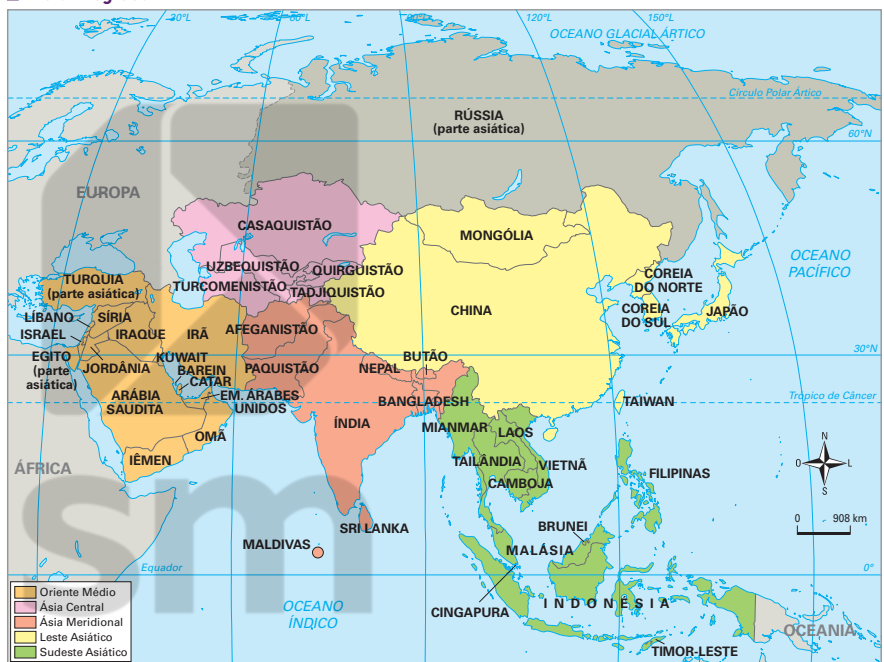 30°L
60°L
90°L
120°L
150°L
OCEANO GLACIAL ÁRTICO
Círculo Polar Ártico
RÚSSIA
(parte asiática)
60°N
EUROPA
CASAQUISTÃO
MONGÓLIA
UZBEQUISTÃO
QUIRGUISTÃO
TURCOMENISTÃO
TADJIQUISTÃO
OCEANO
PACÍFICO
TURQUIA
(parte asiática)
COREIA
DO NORTE
CHINA
COREIA
DO SUL
JAPÃO
LÍBANO
SÍRIA
ISRAEL
IRAQUE
IRÃ
AFEGANISTÃO
EGITO
(parte
asiática)
JORDÂNIA
KUWAIT
BAREIN
CATAR
PAQUISTÃO
NEPAL
BUTÃO
30°N
ARÁBIA
SAUDITA
EM. ÁRABES
UNIDOS
BANGLADESH
TAIWAN
Trópico de Câncer
OMÃ
ÍNDIA
MIANMAR
LAOS
IÊMEN
TAILÂNDIA
VIETNÃ
CAMBOJA
FILIPINAS
N
O
L
S
ÁFRICA
sm
SRI LANKA
MALDIVAS
BRUNEI
MALÁSIA
0 908 km
Equador
0°
CINGAPURA
INDONÉSIA
OCEANO
ÍNDICO
OCEANIA
TIMOR-LESTE
Oriente Médio
Ásia Central
Ásia Meridional
Leste Asiático
Sudeste Asiático